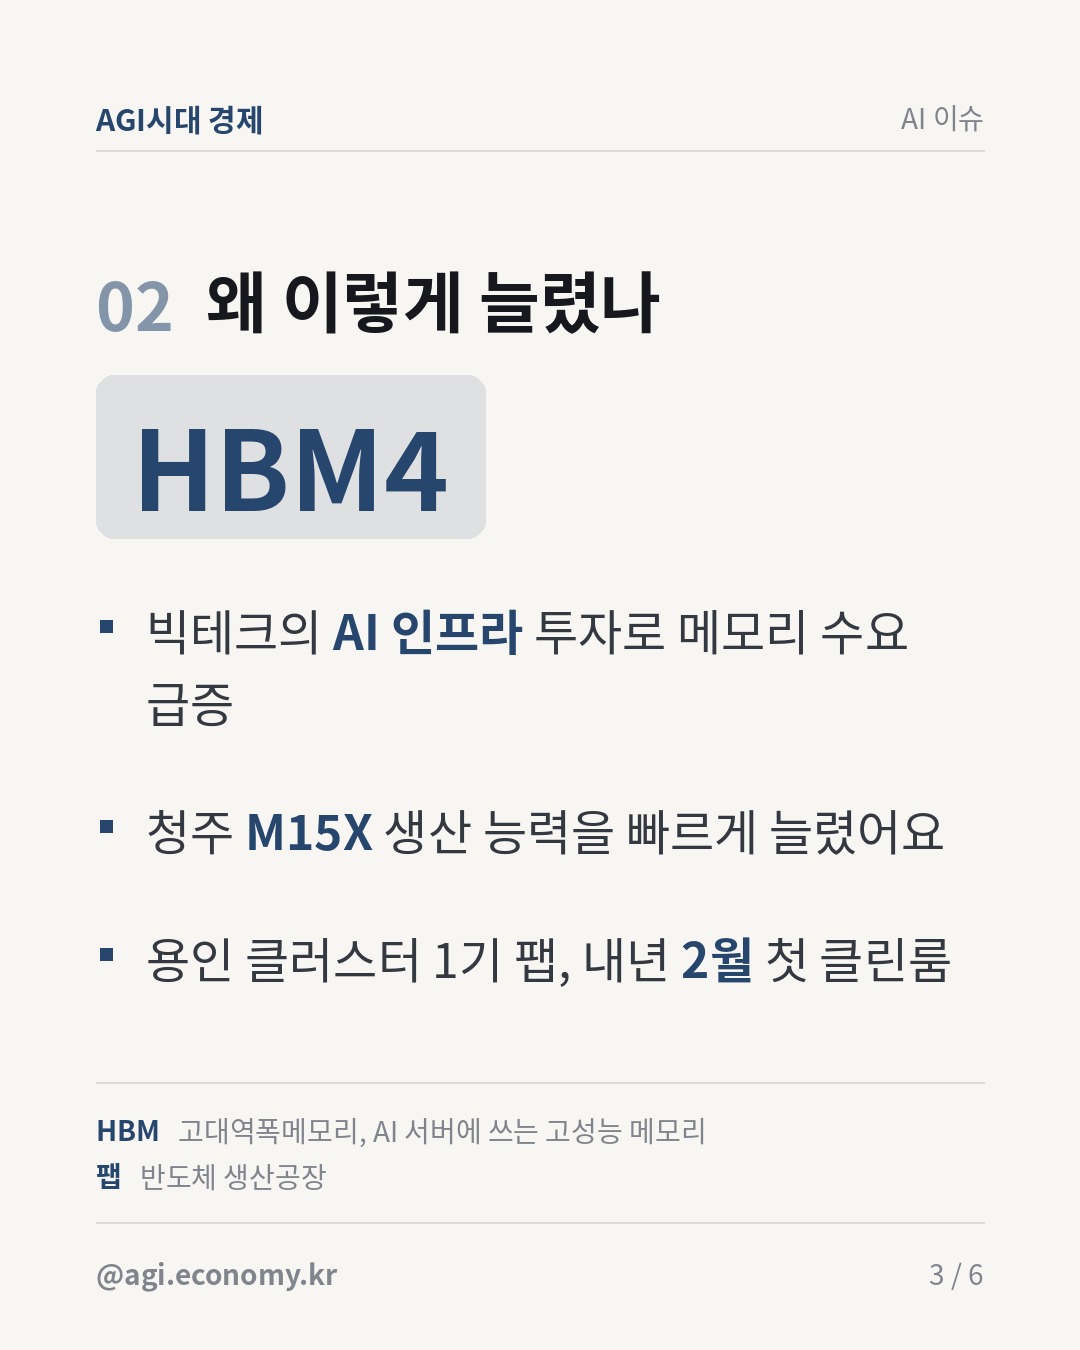 AGI시대 경제
AI 이슈
02 왜 이렇게 늘렸나
HBM4
▪ 빅테크의 AI 인프라 투자로 메모리 수요
급증
▪ 청주 M15X 생산 능력을 빠르게 늘렸어요
▪ 용인 클러스터 1기 팹, 내년 2월 첫 클린룸
HBM 고대역폭메모리, AI 서버에 쓰는 고성능 메모리
팹 반도체 생산공장
@agi.economy.kr
3 / 6